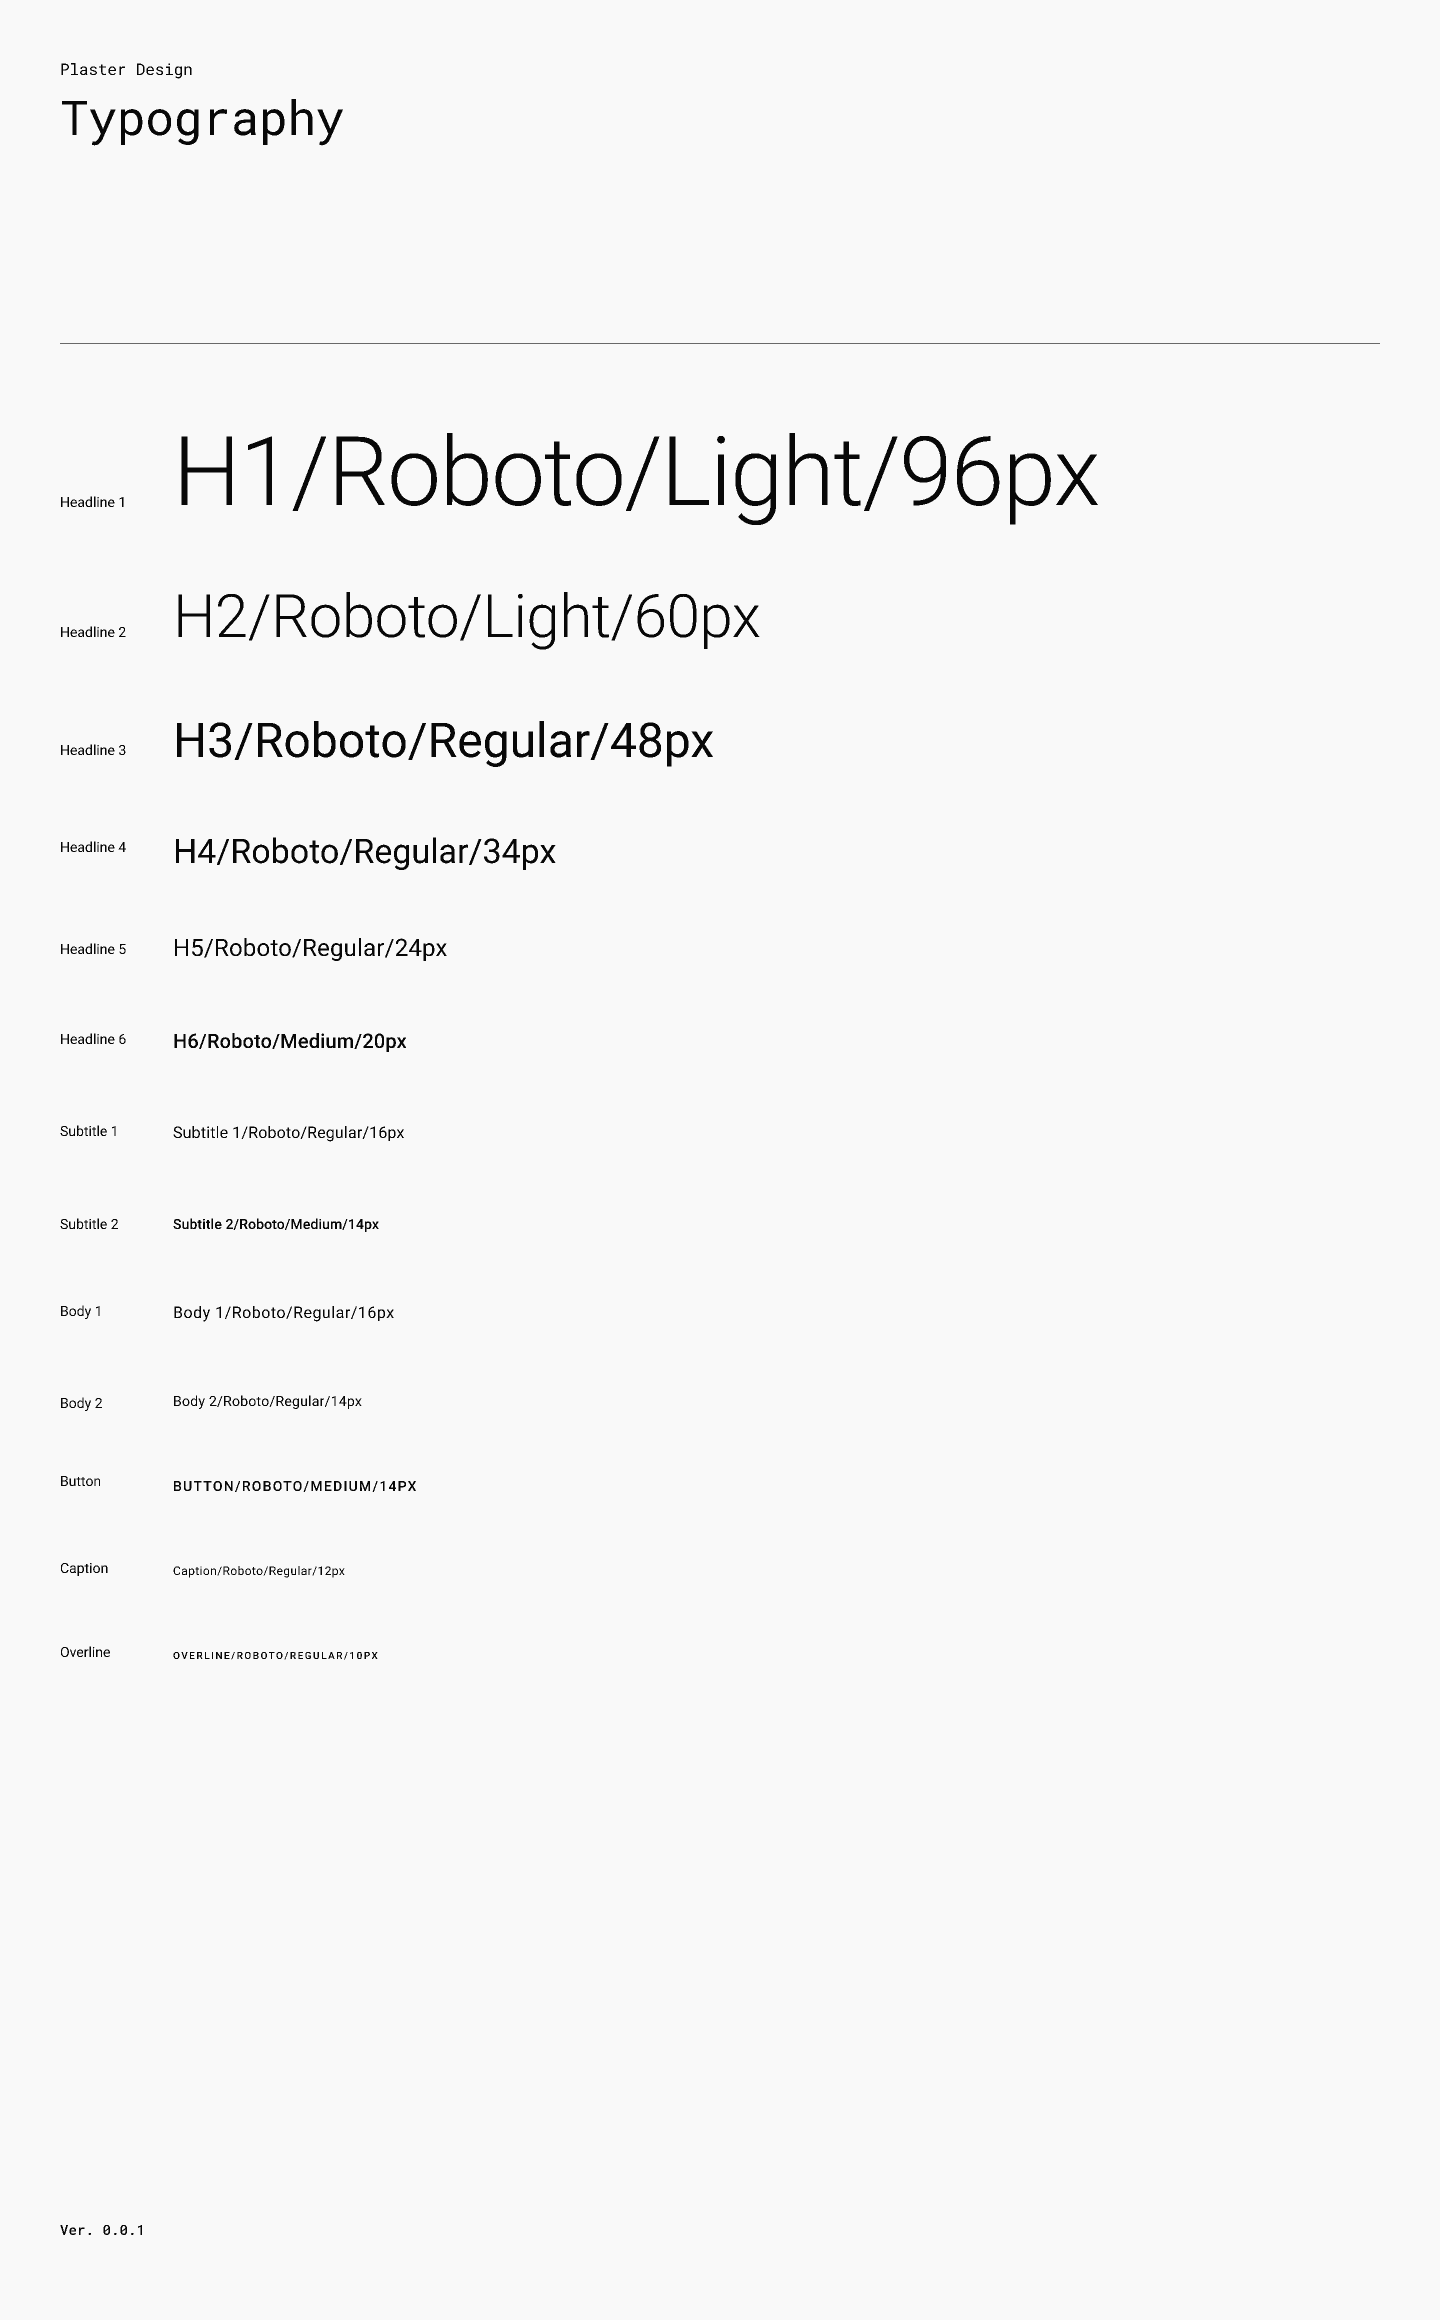 Plaster Design
Typography
Headline 1 H1/Roboto/Light/96px
Headline 2 H2/Roboto/Light/60px
Headline 3 H3/Roboto/Regular/48px
Headline 4 H4/Roboto/Regular/34px
Headline 5 H5/Roboto/Regular/24px
Headline 6 H6/Roboto/Medium/20px
Subtitle 1 Subtitle 1/Roboto/Regular/16px
Subtitle 2 Subtitle 2/Roboto/Medium/14px
Body 1 Body 1/Roboto/Regular/16px
Body 2 Body 2/Roboto/Regular/14px
Button BUTTON/ROBOTO/MEDIUM/14PX
Caption Caption/Roboto/Regular/12px
Overline OVERLINE/ROBOTO/REGULAR/10PX
Ver. 0.0.1